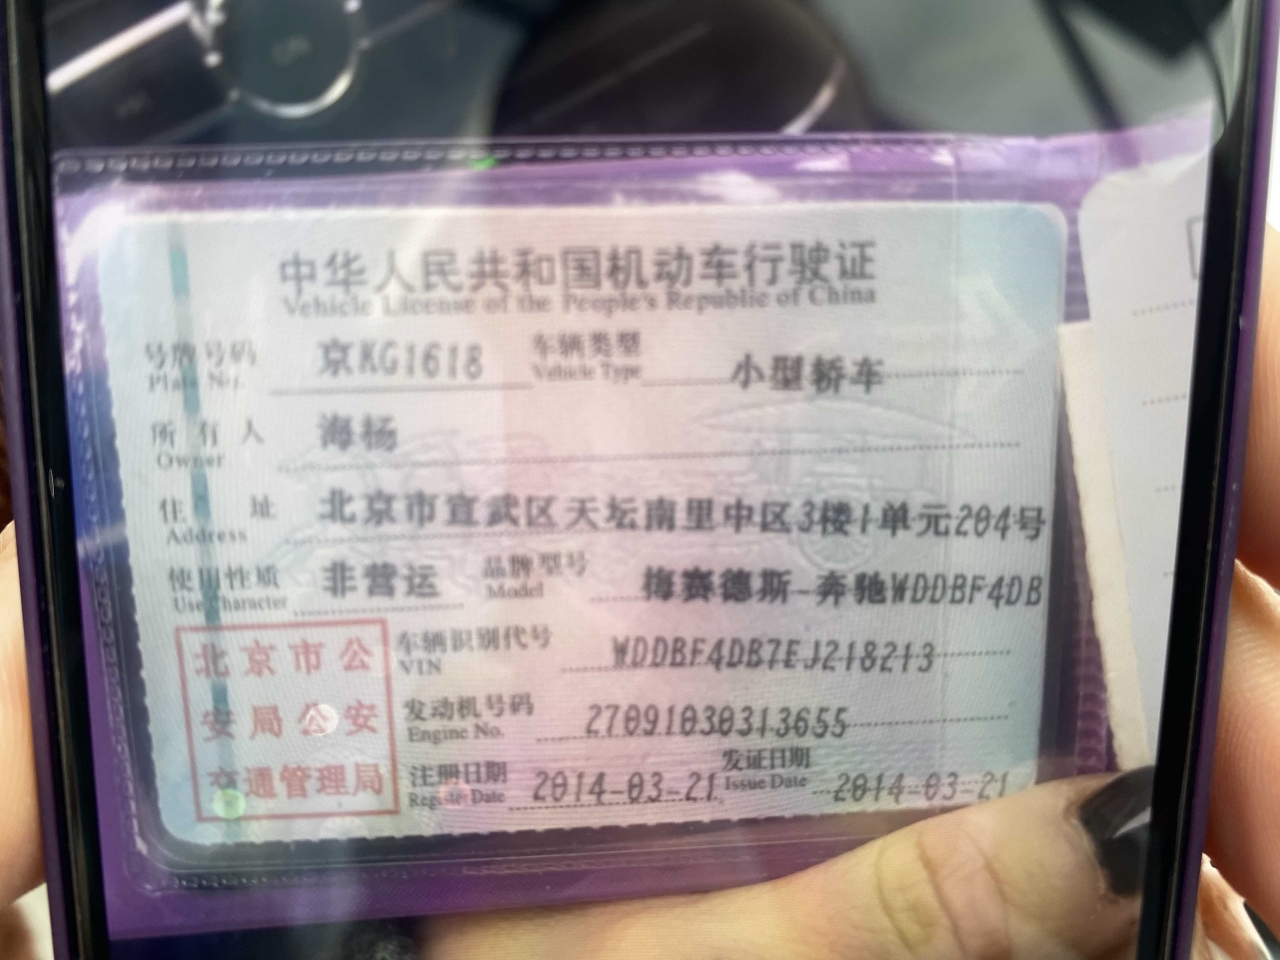 中华人民共和国机动车行驶证
Vehicle License of the People's Republic of China
号牌号码 京KG1618 车辆类型 小型轿车
Plate No. Vehicle Type
所有人 海杨
Owner
住址 北京市宣武区天坛南里中区3楼1单元204号
Address
使用性质 非营运 品牌型号 梅赛德斯-奔驰WDDBF4DB
Use Character Model
北京市公
安局公安
交通管理局
车辆识别代号 WDDBF4DB7EJ218213
VIN
发动机号码 27091030313655
Engine No.
注册日期 2014-03-21 发证日期 2014-03-21
Register Date Issue Date